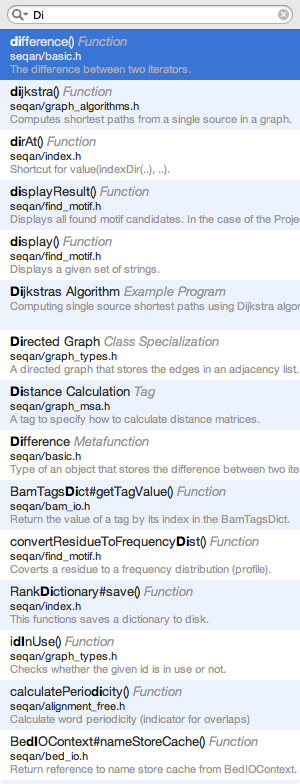 Di
difference() Function
seqan/basic.h
The difference between two iterators.
dijkstra() Function
seqan/graph_algorithms.h
Computes shortest paths from a single source in a graph.
dirAt() Function
seqan/index.h
Shortcut for value(indexDir(..), ..).
displayResult() Function
seqan/find_motif.h
Displays all found motif candidates. In the case of the Proje
display() Function
seqan/find_motif.h
Displays a given set of strings.
Dijkstras Algorithm Example Program
Computing single source shortest paths using Dijkstra algor
Directed Graph Class Specialization
seqan/graph_types.h
A directed graph that stores the edges in an adjacency list.
Distance Calculation Tag
seqan/graph_msa.h
A tag to specify how to calculate distance matrices.
Difference Metafunction
seqan/basic.h
Type of an object that stores the difference between two ite
BamTagsDict#getTagValue() Function
seqan/bam_io.h
Return the value of a tag by its index in the BamTagsDict.
convertResidueToFrequencyDist() Function
seqan/find_motif.h
Coverts a residue to a frequency distribution (profile).
RankDictionary#save() Function
seqan/index.h
This functions saves a dictionary to disk.
idInUse() Function
seqan/graph_types.h
Checks whether the given id is in use or not.
calculatePeriodicity() Function
seqan/alignment_free.h
Calculate word periodicity (indicator for overlaps)
BedIOContext#nameStoreCache() Function
seqan/bed_io.h
Return reference to name store cache from BedIOContext.